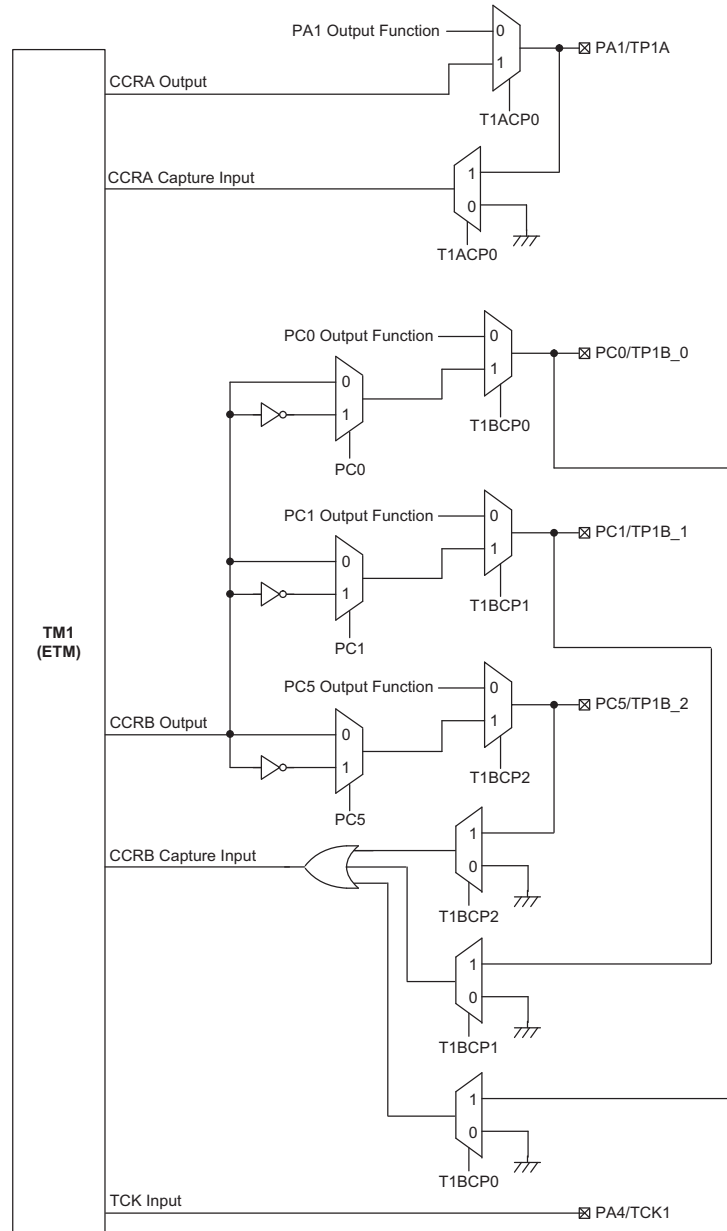 PA1 Output Function
0
1
PA1/TP1A
CCRA Output
T1ACP0
CCRA Capture Input
1
0
T1ACP0
PC0 Output Function
0
1
PC0/TP1B_0
0
1
T1BCP0
PC0
PC1 Output Function
0
1
PC1/TP1B_1
0
1
T1BCP1
PC1
TM1
(ETM)
PC5 Output Function
0
1
PC5/TP1B_2
CCRB Output
0
1
T1BCP2
PC5
CCRB Capture Input
1
0
T1BCP2
1
0
T1BCP1
1
0
T1BCP0
TCK Input
PA4/TCK1